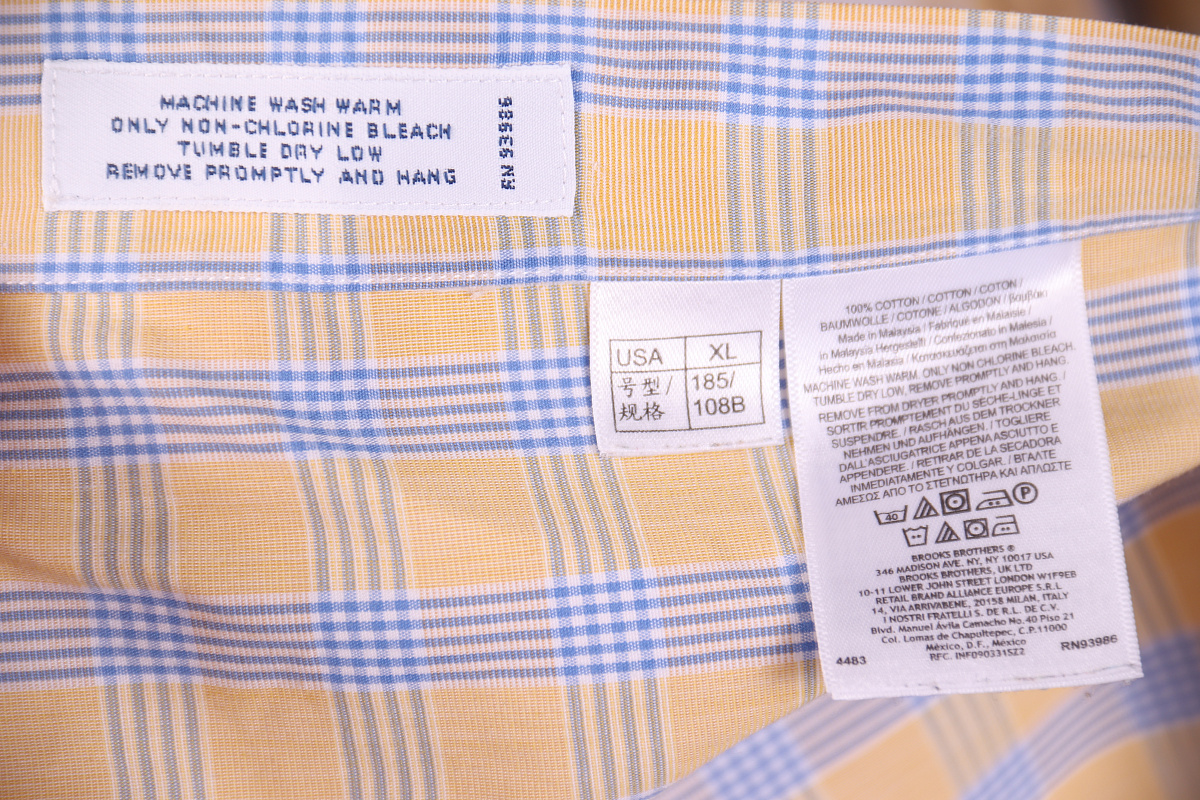 MACHINE WASH WARM
ONLY NON-CHLORINE BLEACH
TUMBLE DRY LOW
REMOVE PROMPTLY AND HANG
RN 93986
USA XL
号型/ 185/
规格 108B
100% COTTON / COTTON / COTON /
BAUMWOLLE / COTONE / ALGODON / βαμβάκι
Made in Malaysia / Fabriqué en Malaisie /
in Malaysia Hergestellt / Confezionato in Malesia /
Hecho en Malasia / Κατασκευάζεται στη Μαλαισία
MACHINE WASH WARM. ONLY NON CHLORINE BLEACH.
TUMBLE DRY LOW, REMOVE PROMPTLY AND HANG.
REMOVE FROM DRYER PROMPTLY AND HANG. /
SORTIR PROMPTEMENT DU SECHE-LINGE ET
SUSPENDRE. / RASCH AUS DEM TROCKNER
NEHMEN UND AUFHÄNGEN. / TOGLIERE
DALL'ASCIUGATRICE APPENA ASCIUTTO E
APPENDERE. / RETIRAR DE LA SECADORA
INMEDIATAMENTE Y COLGAR. / ΒΓΑΛΤΕ
ΑΜΕΣΩΣ ΑΠΟ ΤΟ ΣΤΕΓΝΩΤΗΡΑ ΚΑΙ ΑΠΛΩΣΤΕ
40 P
BROOKS BROTHERS ®
346 MADISON AVE. NY, NY 10017 USA
BROOKS BROTHERS, UK LTD
10-11 LOWER JOHN STREET LONDON W1F9EB
RETAIL BRAND ALLIANCE EUROPE S.R.L
14, VIA ARRIVABENE, 20158 MILAN, ITALY
I NOSTRI FRATELLI S. DE R.L. DE C.V.
Blvd. Manuel Ávila Camacho No. 40 Piso 21
Col. Lomas de Chapultepec, C.P.11000
México, D.F., México
4483 RFC. INF0903315Z2 RN93986